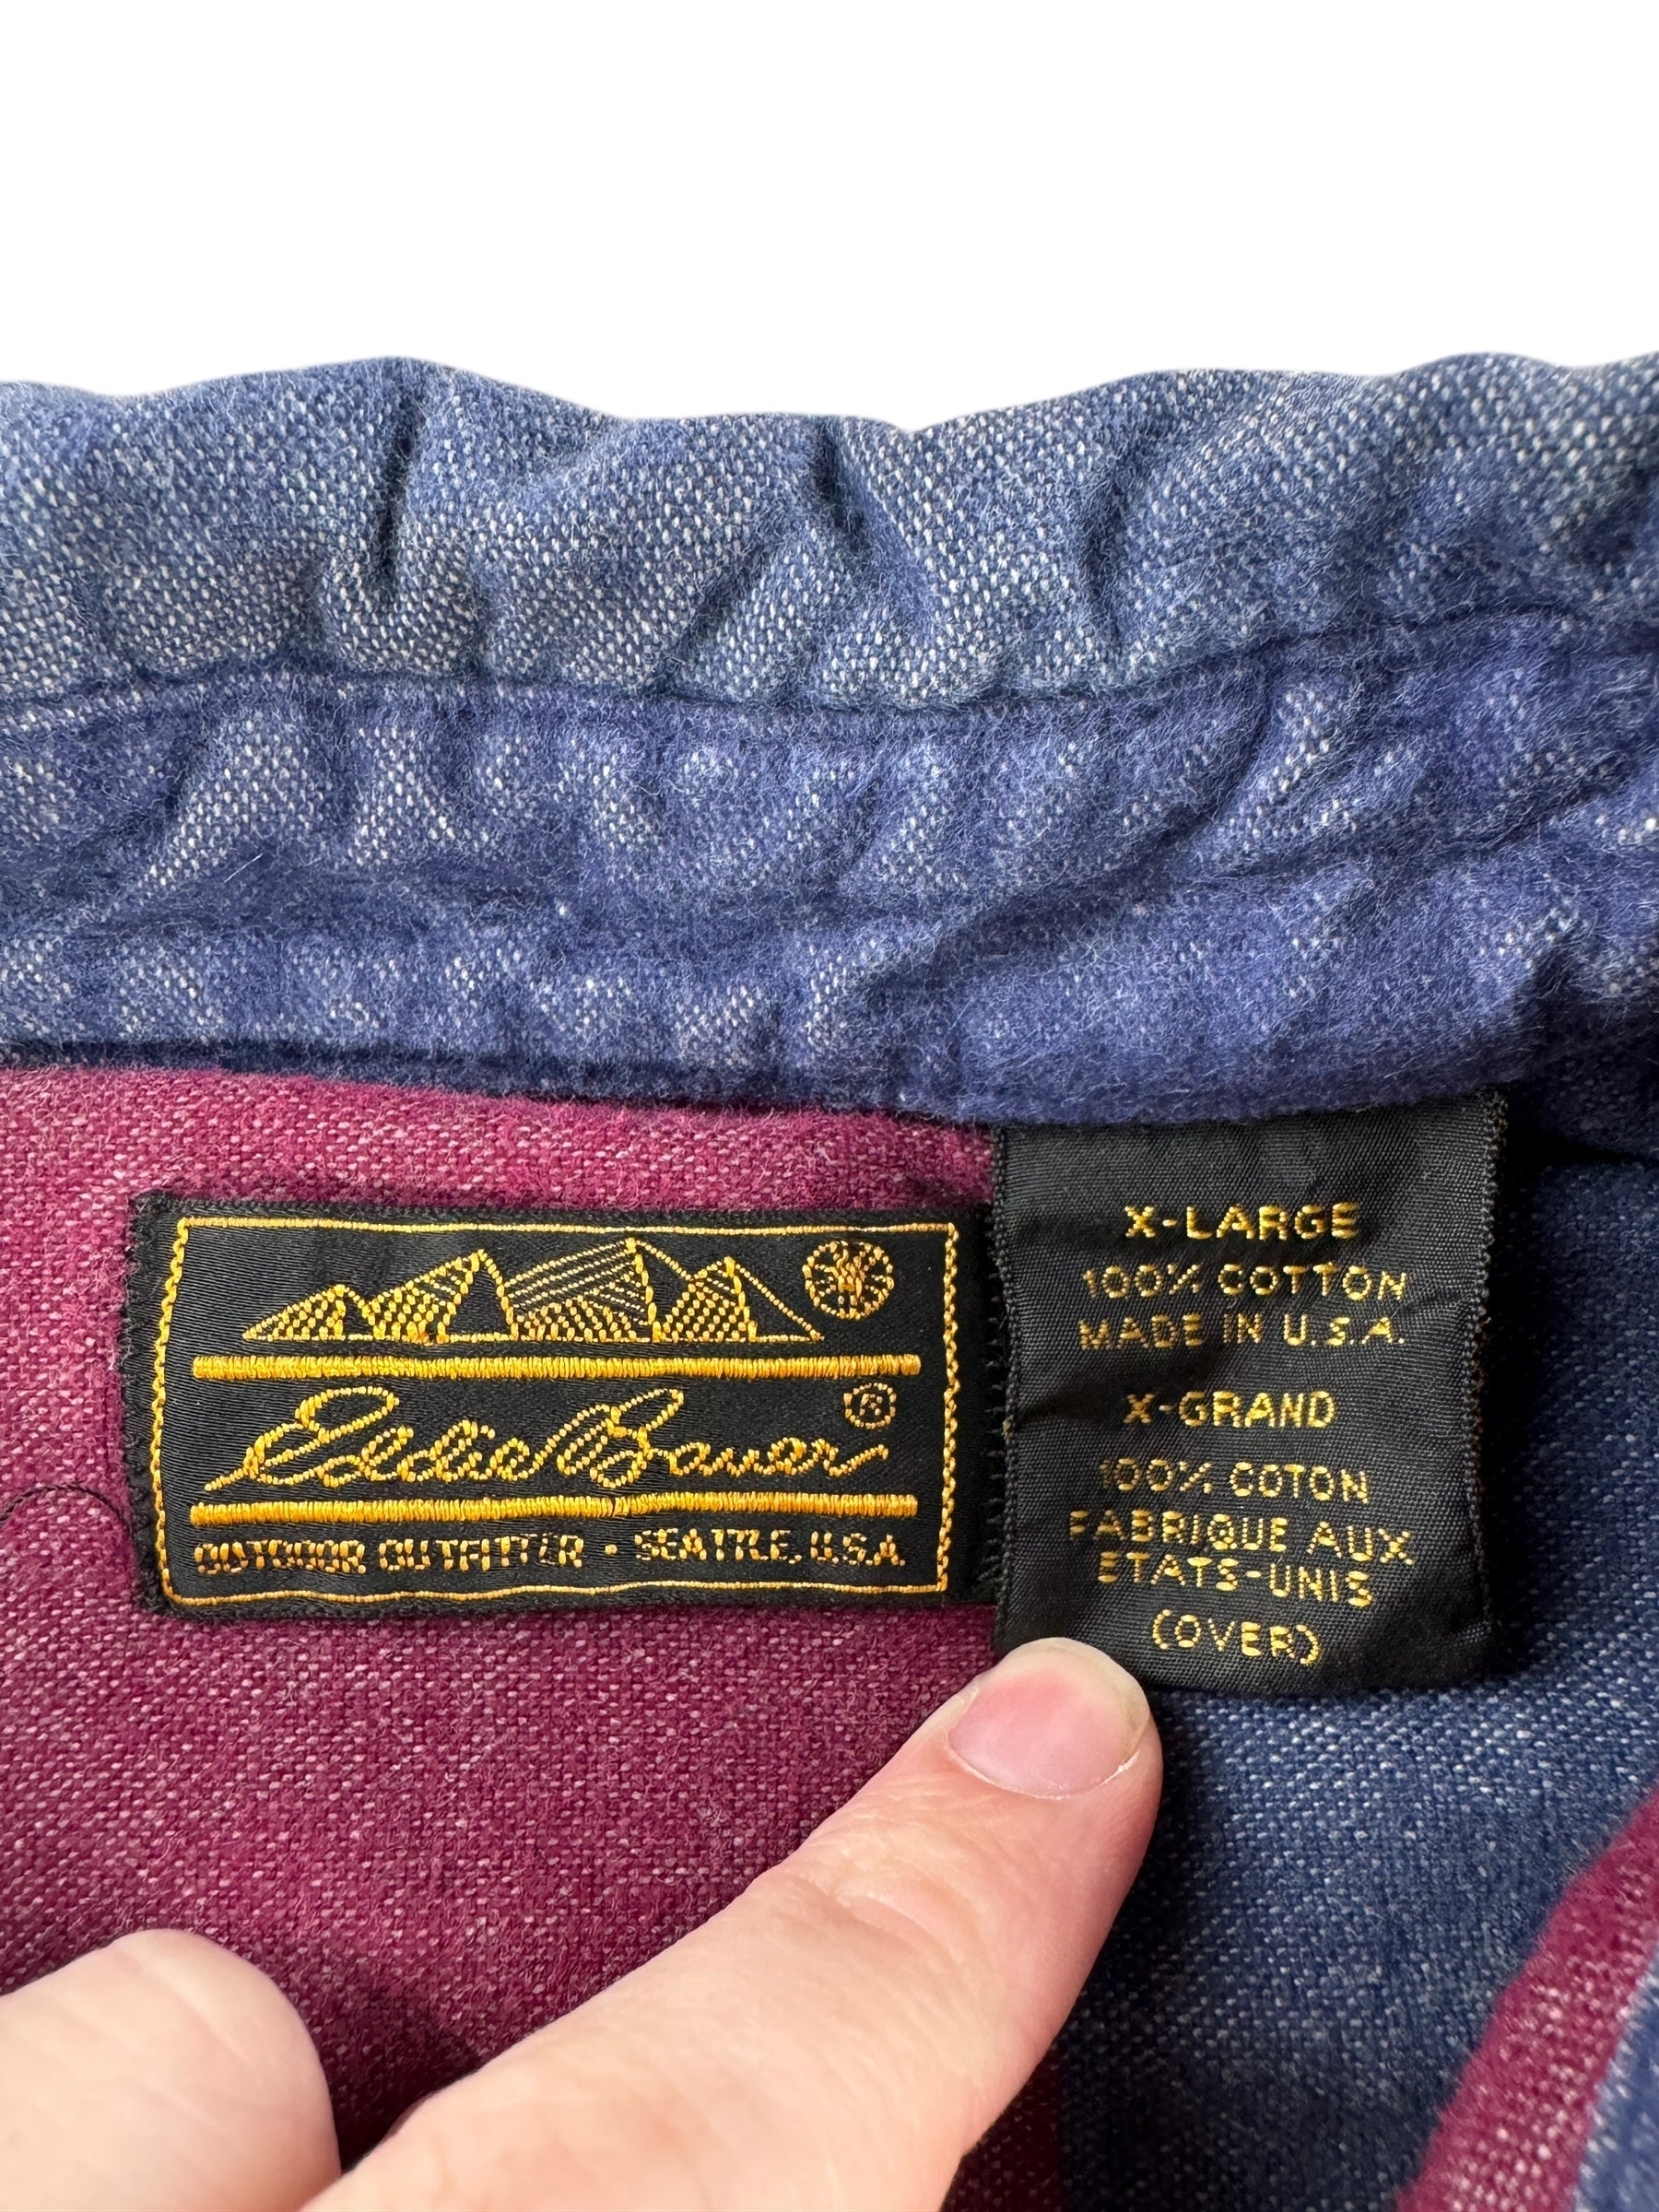 Eddie Bauer ®
OUTDOOR OUTFITTER · SEATTLE, U.S.A.
X-LARGE
100% COTTON
MADE IN U.S.A.
X-GRAND
100% COTON
FABRIQUE AUX
ETATS-UNIS
(OVER)